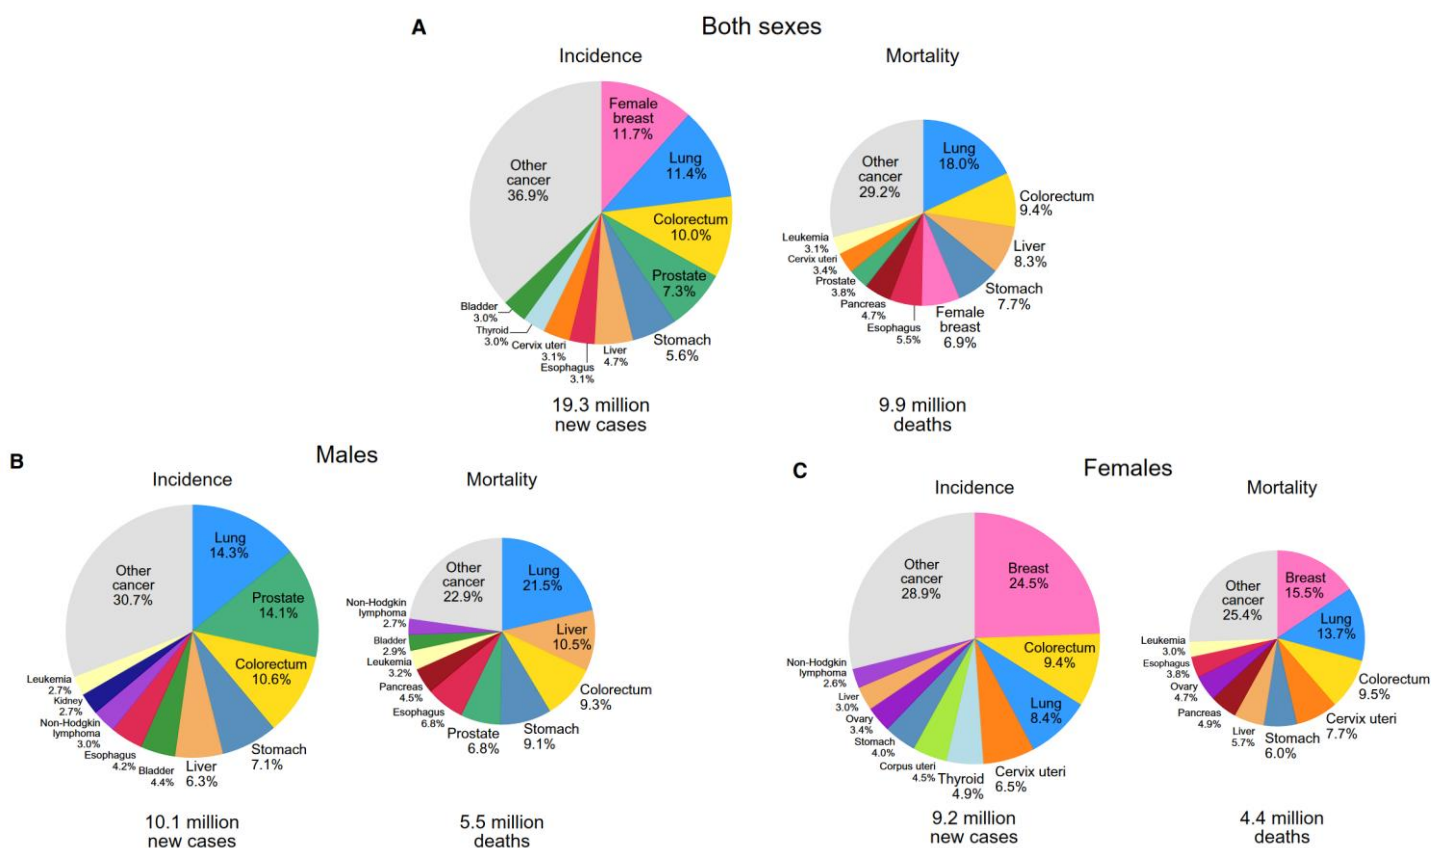 A
Both sexes
Incidence
Mortality
Female
breast
11.7%
Lung
11.4%
Colorectum
10.0%
Prostate
7.3%
Stomach
5.6%
Liver
4.7%
Esophagus
3.1%
Cervix uteri
3.1%
Thyroid
3.0%
Bladder
3.0%
Other
cancer
36.9%
19.3 million
new cases
Lung
18.0%
Colorectum
9.4%
Liver
8.3%
Stomach
7.7%
Female
breast
6.9%
Esophagus
5.5%
Pancreas
4.7%
Prostate
3.8%
Cervix uteri
3.4%
Leukemia
3.1%
Other
cancer
29.2%
9.9 million
deaths
B
Males
Incidence
Mortality
Lung
14.3%
Prostate
14.1%
Colorectum
10.6%
Stomach
7.1%
Liver
6.3%
Bladder
4.4%
Esophagus
4.2%
Non-Hodgkin
lymphoma
3.0%
Kidney
2.7%
Leukemia
2.7%
Other
cancer
30.7%
10.1 million
new cases
Lung
21.5%
Liver
10.5%
Colorectum
9.3%
Stomach
9.1%
Prostate
6.8%
Esophagus
6.8%
Pancreas
4.5%
Leukemia
3.2%
Bladder
2.9%
Non-Hodgkin
lymphoma
2.7%
Other
cancer
22.9%
5.5 million
deaths
C
Females
Incidence
Mortality
Breast
24.5%
Colorectum
9.4%
Lung
8.4%
Cervix uteri
6.5%
Thyroid
4.9%
Corpus uteri
4.5%
Stomach
4.0%
Ovary
3.4%
Liver
3.0%
Non-Hodgkin
lymphoma
2.6%
Other
cancer
28.9%
9.2 million
new cases
Breast
15.5%
Lung
13.7%
Colorectum
9.5%
Cervix uteri
7.7%
Stomach
6.0%
Liver
5.7%
Pancreas
4.9%
Ovary
4.7%
Esophagus
3.8%
Leukemia
3.0%
Other
cancer
25.4%
4.4 million
deaths